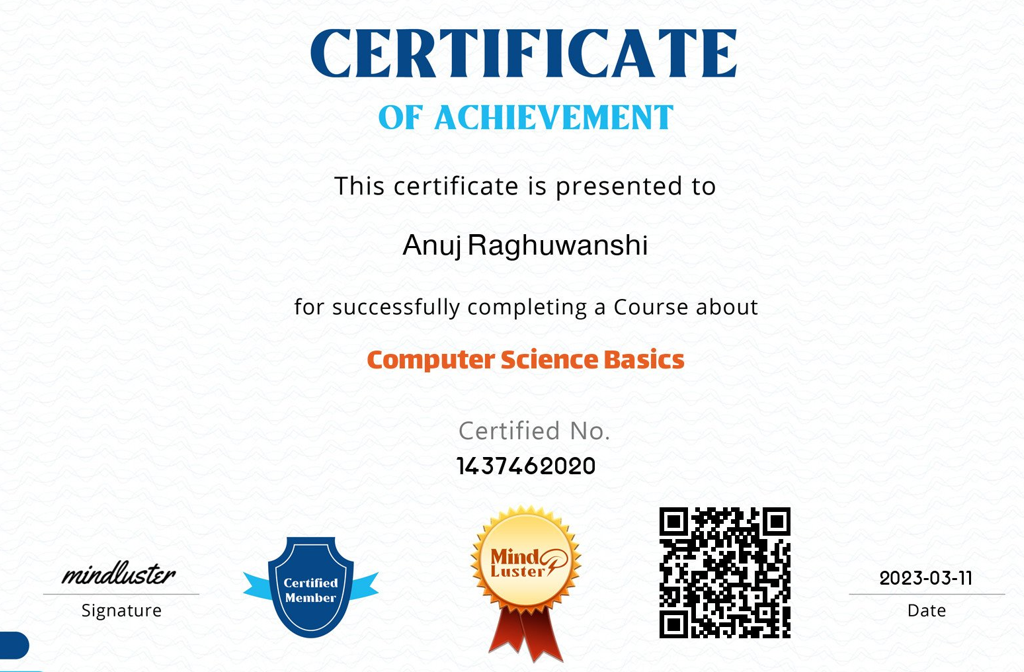 CERTIFICATE
OF ACHIEVEMENT
This certificate is presented to
Anuj Raghuwanshi
for successfully completing a Course about
Computer Science Basics
Certified No.
1437462020
mindluster
Signature
Certified
Member
Mind
Luster
2023-03-11
Date